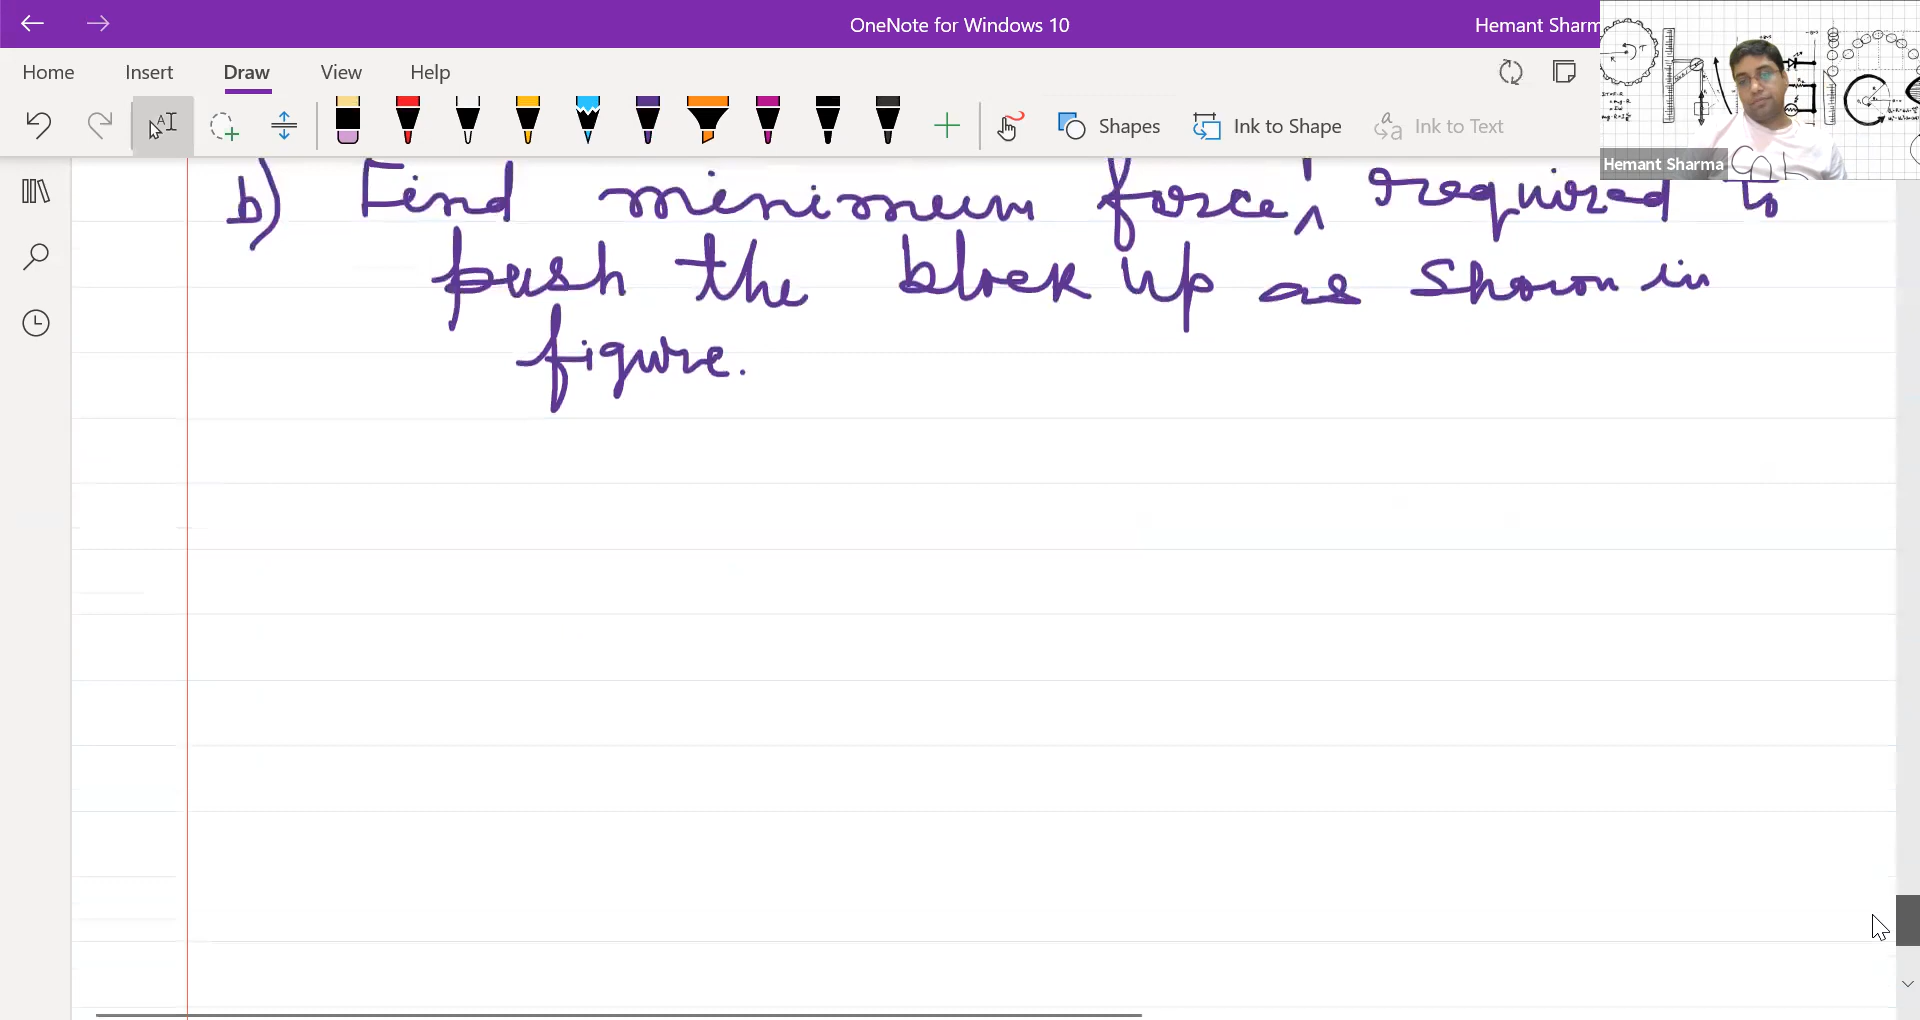 OneNote for Windows 10
Hemant Sharm
Home Insert Draw View Help
Shapes Ink to Shape Ink to Text
Hemant Sharma
b) Find minimum force, required to
push the block up as shown in
figure.